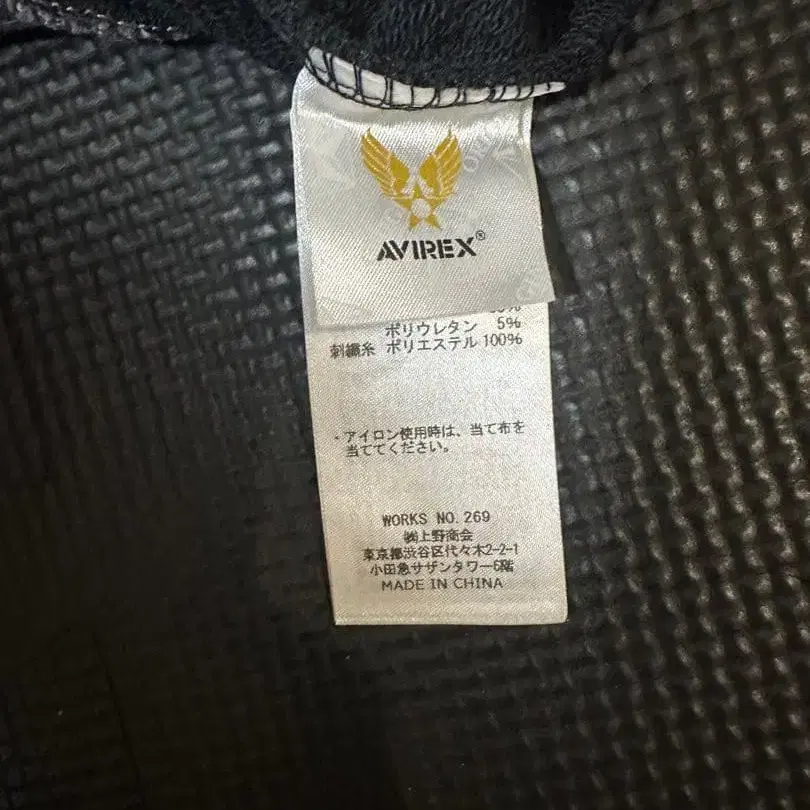 AVIREX®
ポリウレタン 5%
刺繍糸 ポリエステル 100%
・アイロン使用時は、当て布を
当ててください。
WORKS NO.269
㈱上野商会
東京都渋谷区代々木2-2-1
小田急サザンタワー6階
MADE IN CHINA